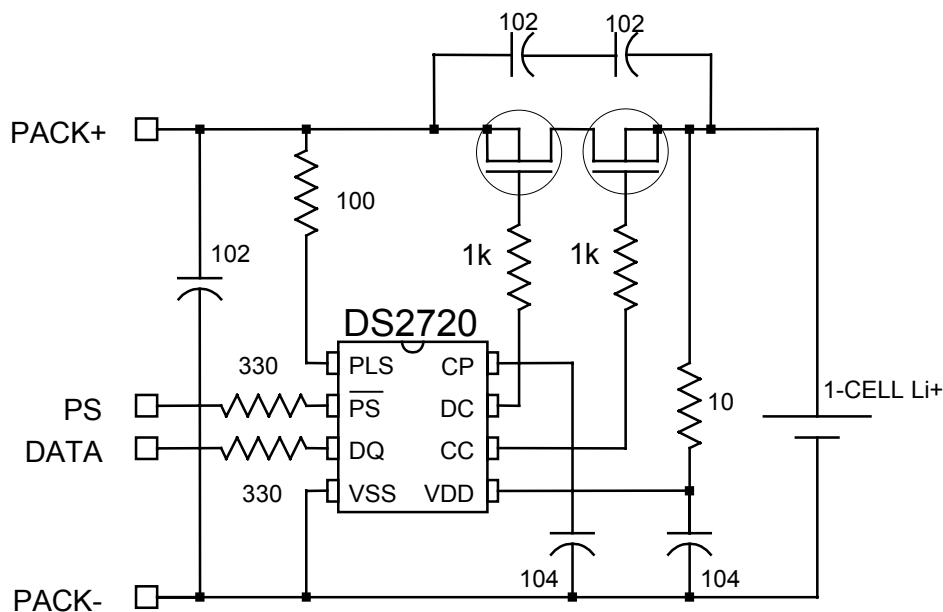 102 102
PACK+
100
1k 1k
102
DS2720
330
PLS CP
10
1-CELL Li+
PS
PS DC
DATA
DQ CC
330
VSS VDD
104 104
PACK-